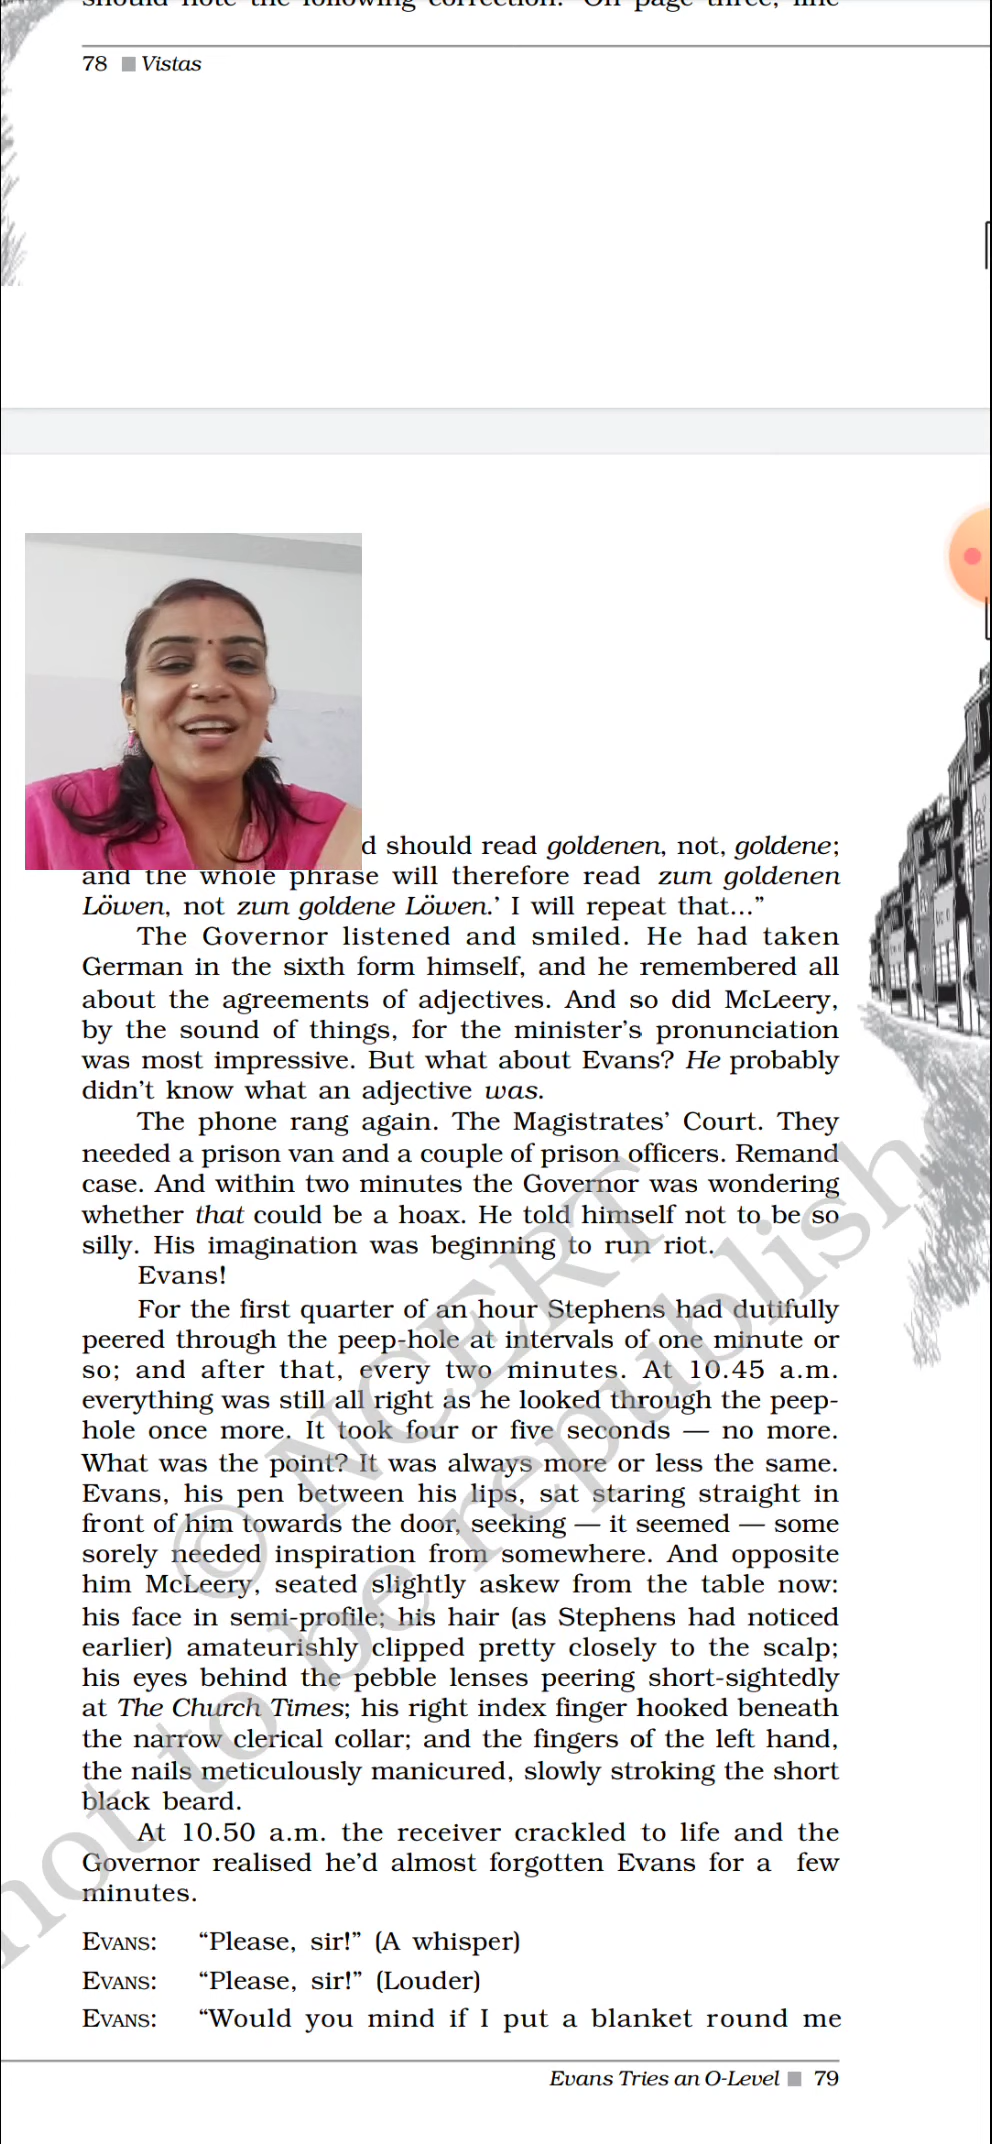 should note the following correction. 'On page three, line
78 Vistas
d should read goldenen, not, goldene;
and the whole phrase will therefore read zum goldenen
Löwen, not zum goldene Löwen.' I will repeat that..."
The Governor listened and smiled. He had taken
German in the sixth form himself, and he remembered all
about the agreements of adjectives. And so did McLeery,
by the sound of things, for the minister's pronunciation
was most impressive. But what about Evans? He probably
didn't know what an adjective was.
The phone rang again. The Magistrates' Court. They
needed a prison van and a couple of prison officers. Remand
case. And within two minutes the Governor was wondering
whether that could be a hoax. He told himself not to be so
silly. His imagination was beginning to run riot.
Evans!
For the first quarter of an hour Stephens had dutifully
peered through the peep-hole at intervals of one minute or
so; and after that, every two minutes. At 10.45 a.m.
everything was still all right as he looked through the peep-
hole once more. It took four or five seconds — no more.
What was the point? It was always more or less the same.
Evans, his pen between his lips, sat staring straight in
front of him towards the door, seeking — it seemed — some
sorely needed inspiration from somewhere. And opposite
him McLeery, seated slightly askew from the table now:
his face in semi-profile; his hair (as Stephens had noticed
earlier) amateurishly clipped pretty closely to the scalp;
his eyes behind the pebble lenses peering short-sightedly
at The Church Times; his right index finger hooked beneath
the narrow clerical collar; and the fingers of the left hand,
the nails meticulously manicured, slowly stroking the short
black beard.
At 10.50 a.m. the receiver crackled to life and the
Governor realised he'd almost forgotten Evans for a few
minutes.
EVANS: "Please, sir!" (A whisper)
EVANS: "Please, sir!" (Louder)
EVANS: "Would you mind if I put a blanket round me
Evans Tries an O-Level 79
© NCERT
not to be republish